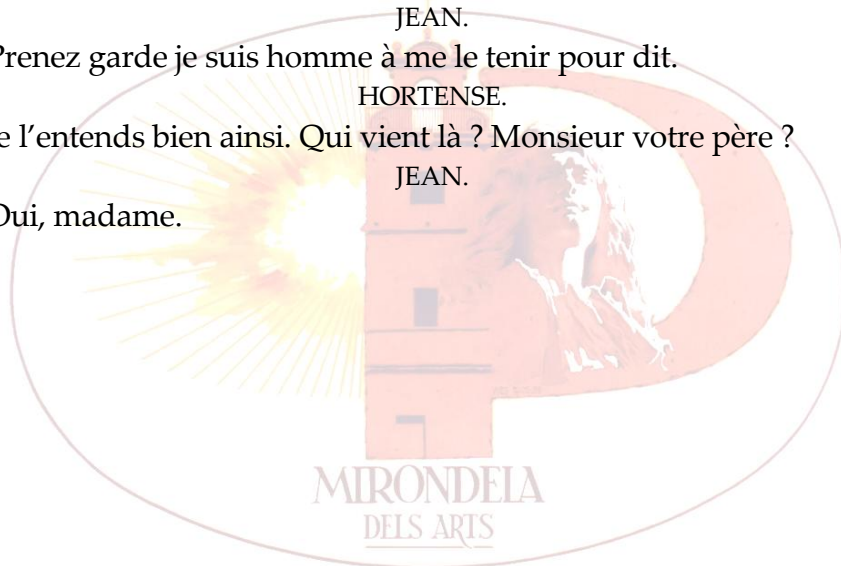 JEAN.
Prenez garde je suis homme à me le tenir pour dit.
HORTENSE.
e l’entends bien ainsi. Qui vient là ? Monsieur votre père ?
JEAN.
Oui, madame.
MIRONDELA
DELS ARTS